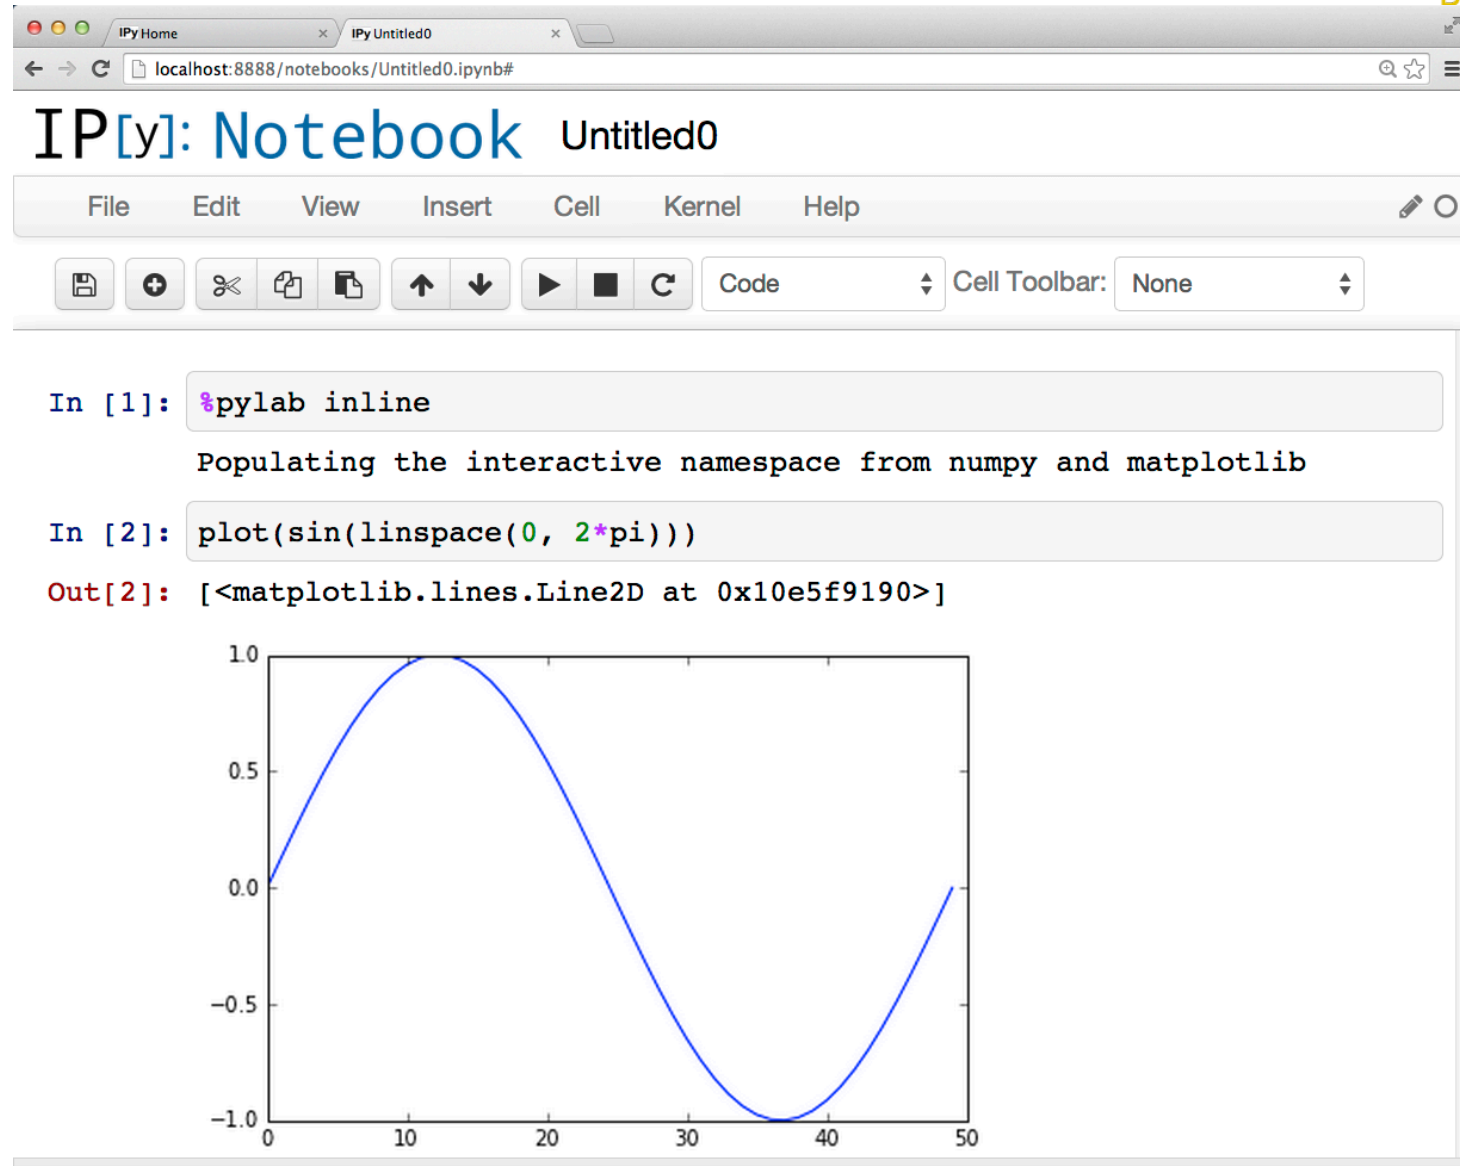 IPy Home × IPy Untitled0 ×
localhost:8888/notebooks/Untitled0.ipynb#
IP[y]: Notebook Untitled0
File Edit View Insert Cell Kernel Help
Code Cell Toolbar: None
In [1]: %pylab inline
Populating the interactive namespace from numpy and matplotlib
In [2]: plot(sin(linspace(0, 2*pi)))
Out[2]: [<matplotlib.lines.Line2D at 0x10e5f9190>]
1.0
0.5
0.0
−0.5
−1.0
0 10 20 30 40 50